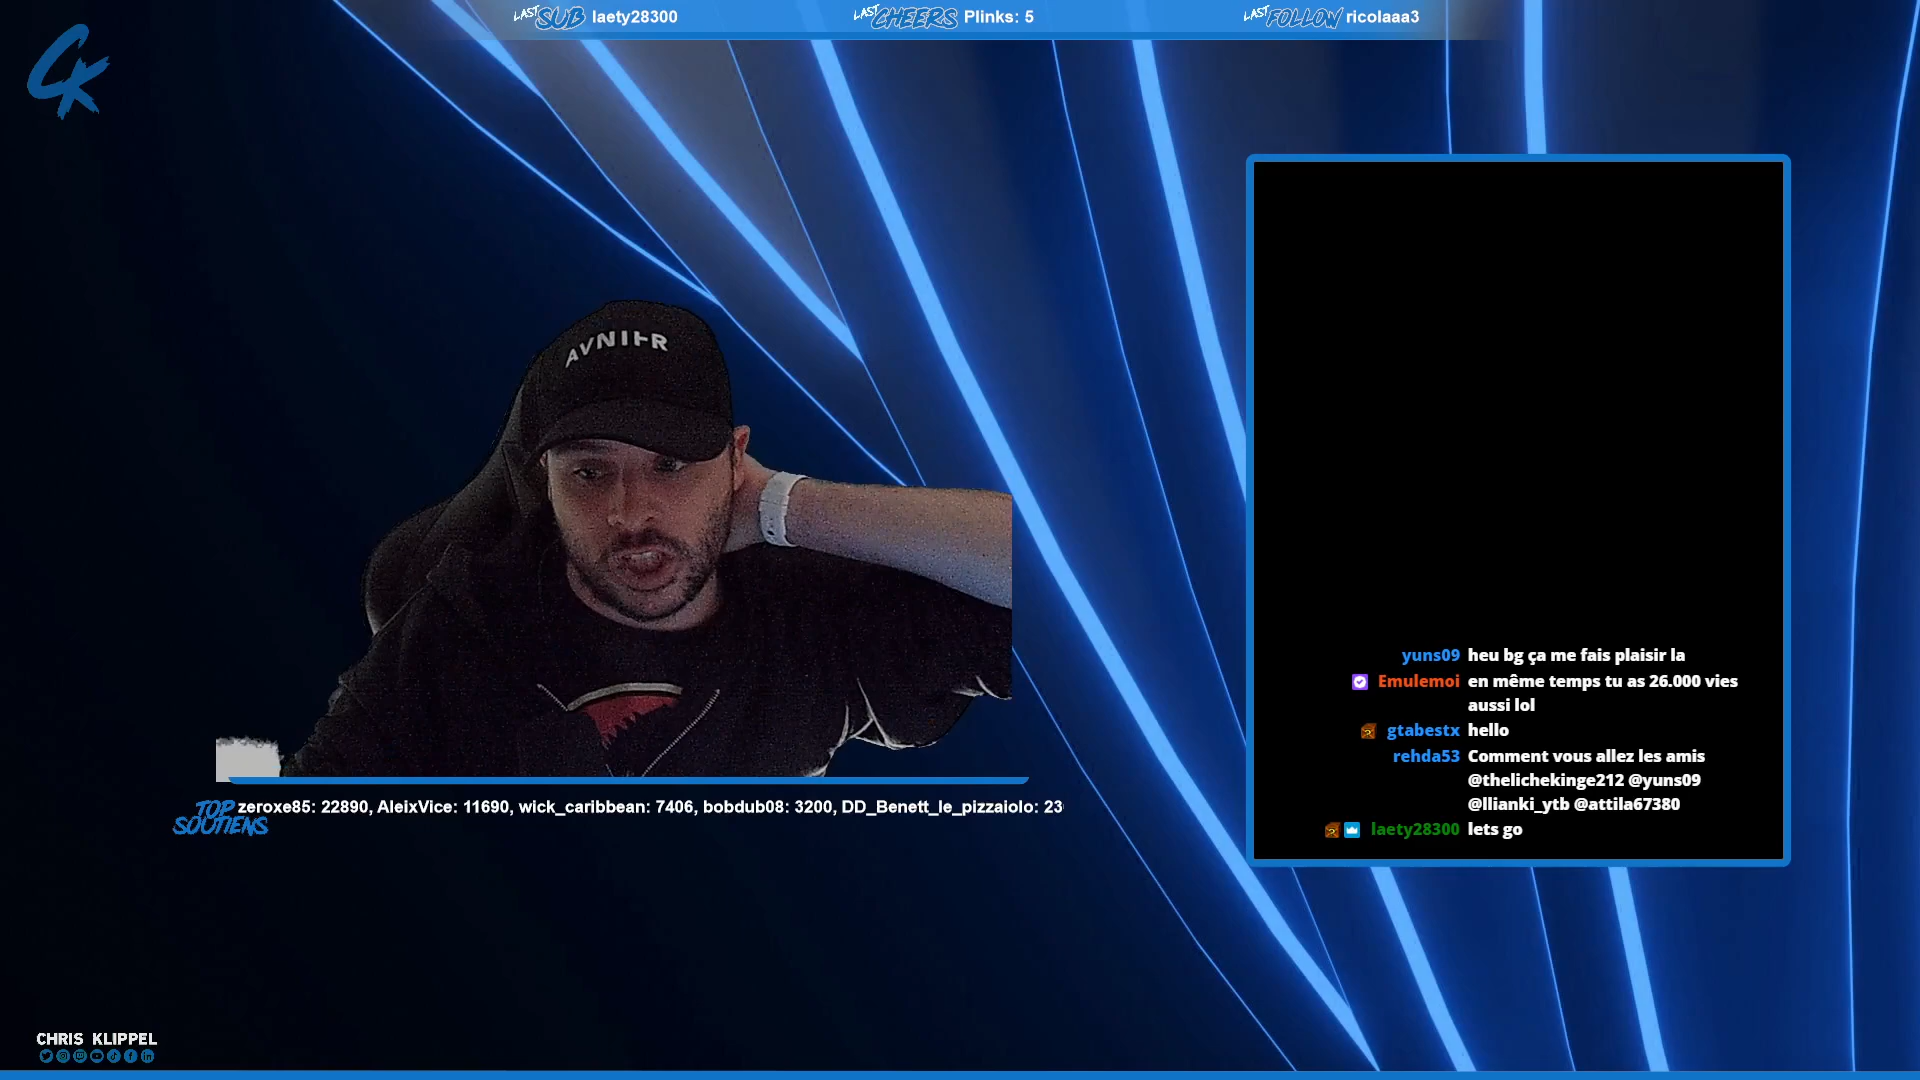 LAST SUB laety28300
LAST CHEERS Plinks: 5
LAST FOLLOW ricolaaa3
CK
AVNIER
yuns09 heu bg ça me fais plaisir la
Emulemoi en même temps tu as 26.000 vies
aussi lol
gtabestx hello
rehda53 Comment vous allez les amis
@thelichekinge212 @yuns09
@llianki_ytb @attila67380
laety28300 lets go
TOP SOUTIENS
zeroxe85: 22890, AleixVice: 11690, wick_caribbean: 7406, bobdub08: 3200, DD_Benett_le_pizzaiolo: 23
CHRIS KLIPPEL